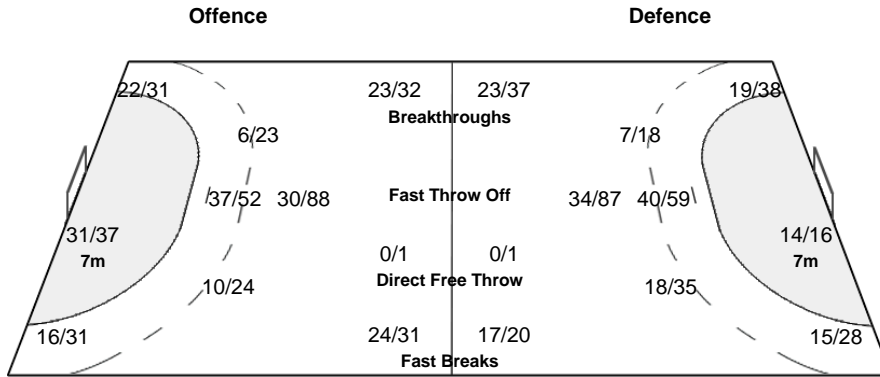 Offence Defence
22/31 23/32 23/37 19/38
Breakthroughs
6/23 7/18
37/52 30/88 Fast Throw Off 34/87 40/59
31/37 14/16
7m 7m
0/1 0/1
Direct Free Throw
10/24 18/35
16/31 24/31 17/20 15/28
Fast Breaks